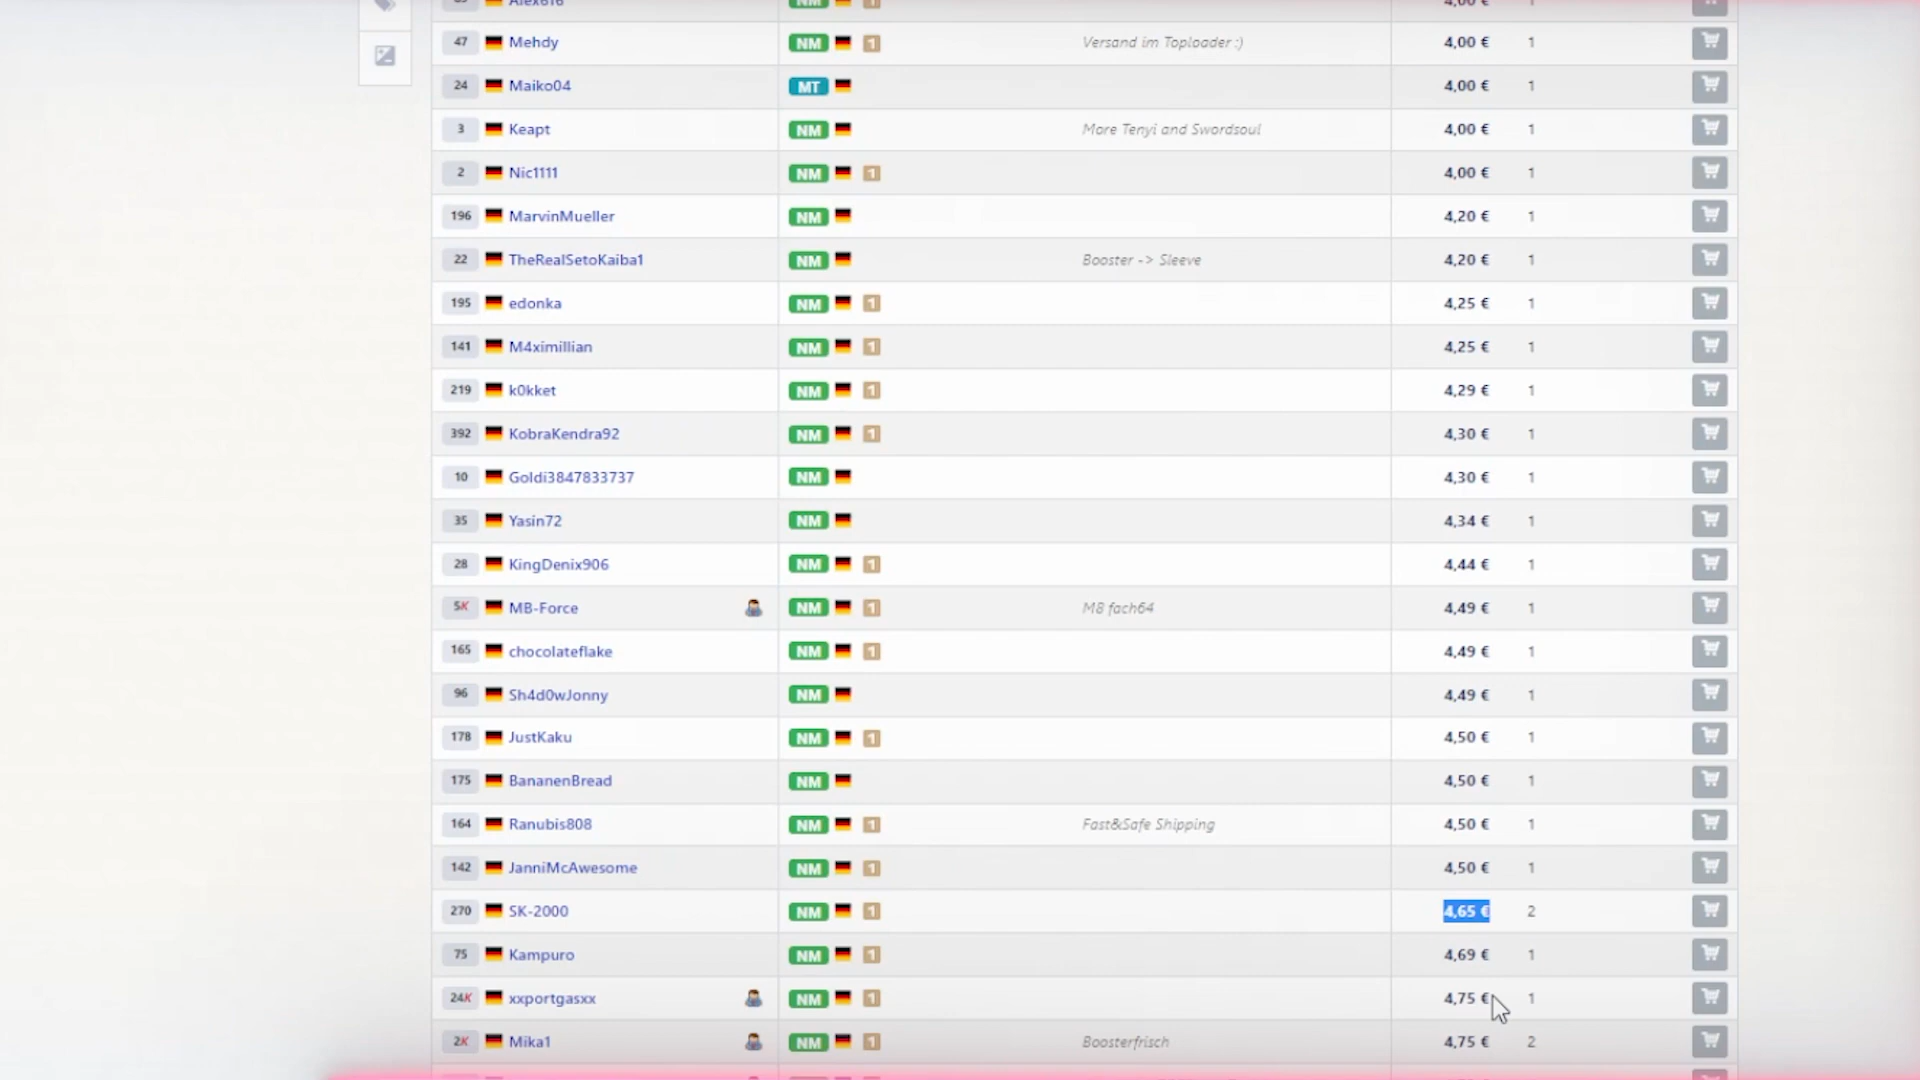 Alex616 NM 1 4,00 € 1
47 Mehdy NM 1 Versand im Toploader :) 4,00 € 1
24 Maiko04 MT 4,00 € 1
3 Keapt NM More Tenyi and Swordsoul 4,00 € 1
2 Nic1111 NM 1 4,00 € 1
196 MarvinMueller NM 4,20 € 1
22 TheRealSetoKaiba1 NM Booster -> Sleeve 4,20 € 1
195 edonka NM 1 4,25 € 1
141 M4ximillian NM 1 4,25 € 1
219 k0kket NM 1 4,29 € 1
392 KobraKendra92 NM 1 4,30 € 1
10 Goldi3847833737 NM 4,30 € 1
35 Yasin72 NM 4,34 € 1
28 KingDenix906 NM 1 4,44 € 1
5K MB-Force NM 1 M8 fach64 4,49 € 1
165 chocolateflake NM 1 4,49 € 1
96 Sh4d0wJonny NM 4,49 € 1
178 JustKaku NM 1 4,50 € 1
175 BananenBread NM 4,50 € 1
164 Ranubis808 NM 1 Fast&Safe Shipping 4,50 € 1
142 JanniMcAwesome NM 1 4,50 € 1
270 SK-2000 NM 1 4,65 € 2
75 Kampuro NM 1 4,69 € 1
24K xxportgasxx NM 1 4,75 € 1
2K Mika1 NM 1 Boosterfrisch 4,75 € 2